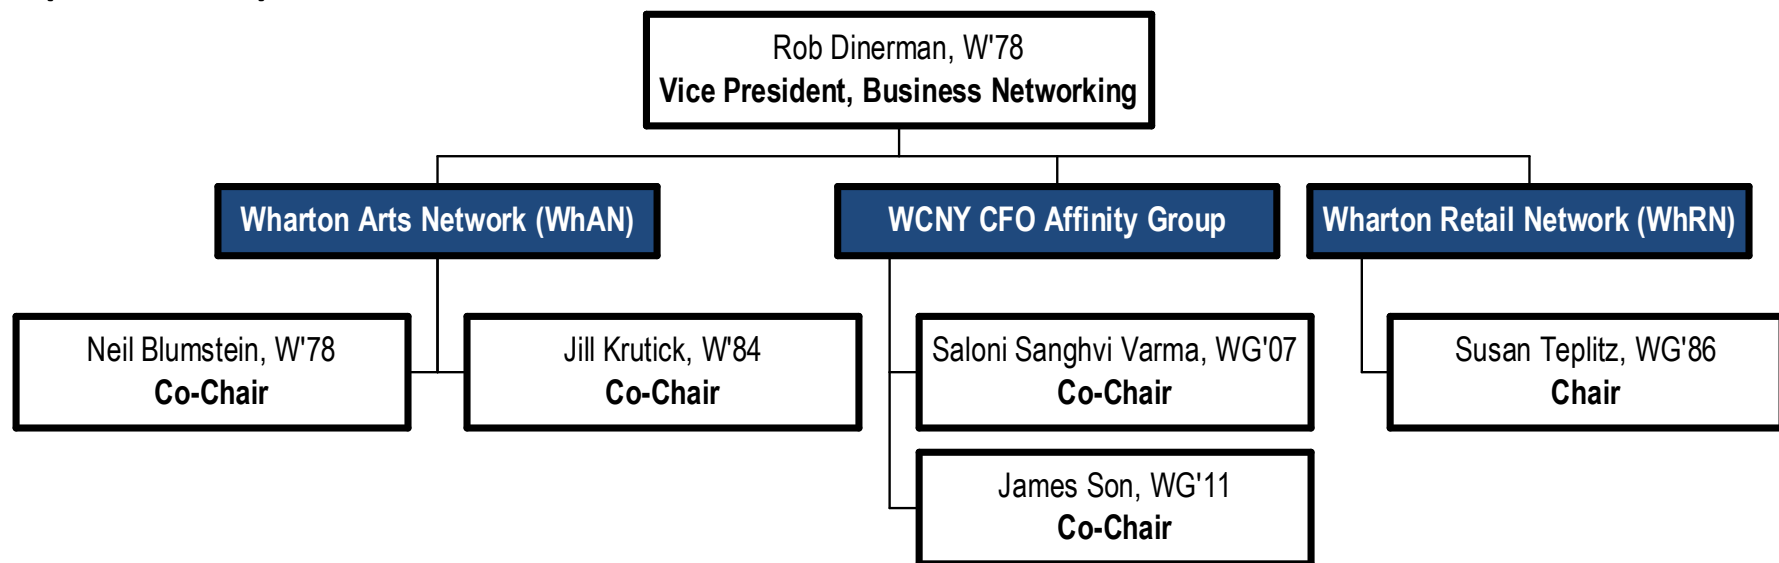 Rob Dinerman, W'78
Vice President, Business Networking
Wharton Arts Network (WhAN)
WCNY CFO Affinity Group
Wharton Retail Network (WhRN)
Neil Blumstein, W'78
Co-Chair
Jill Krutick, W'84
Co-Chair
Saloni Sanghvi Varma, WG'07
Co-Chair
Susan Teplitz, WG'86
Chair
James Son, WG'11
Co-Chair